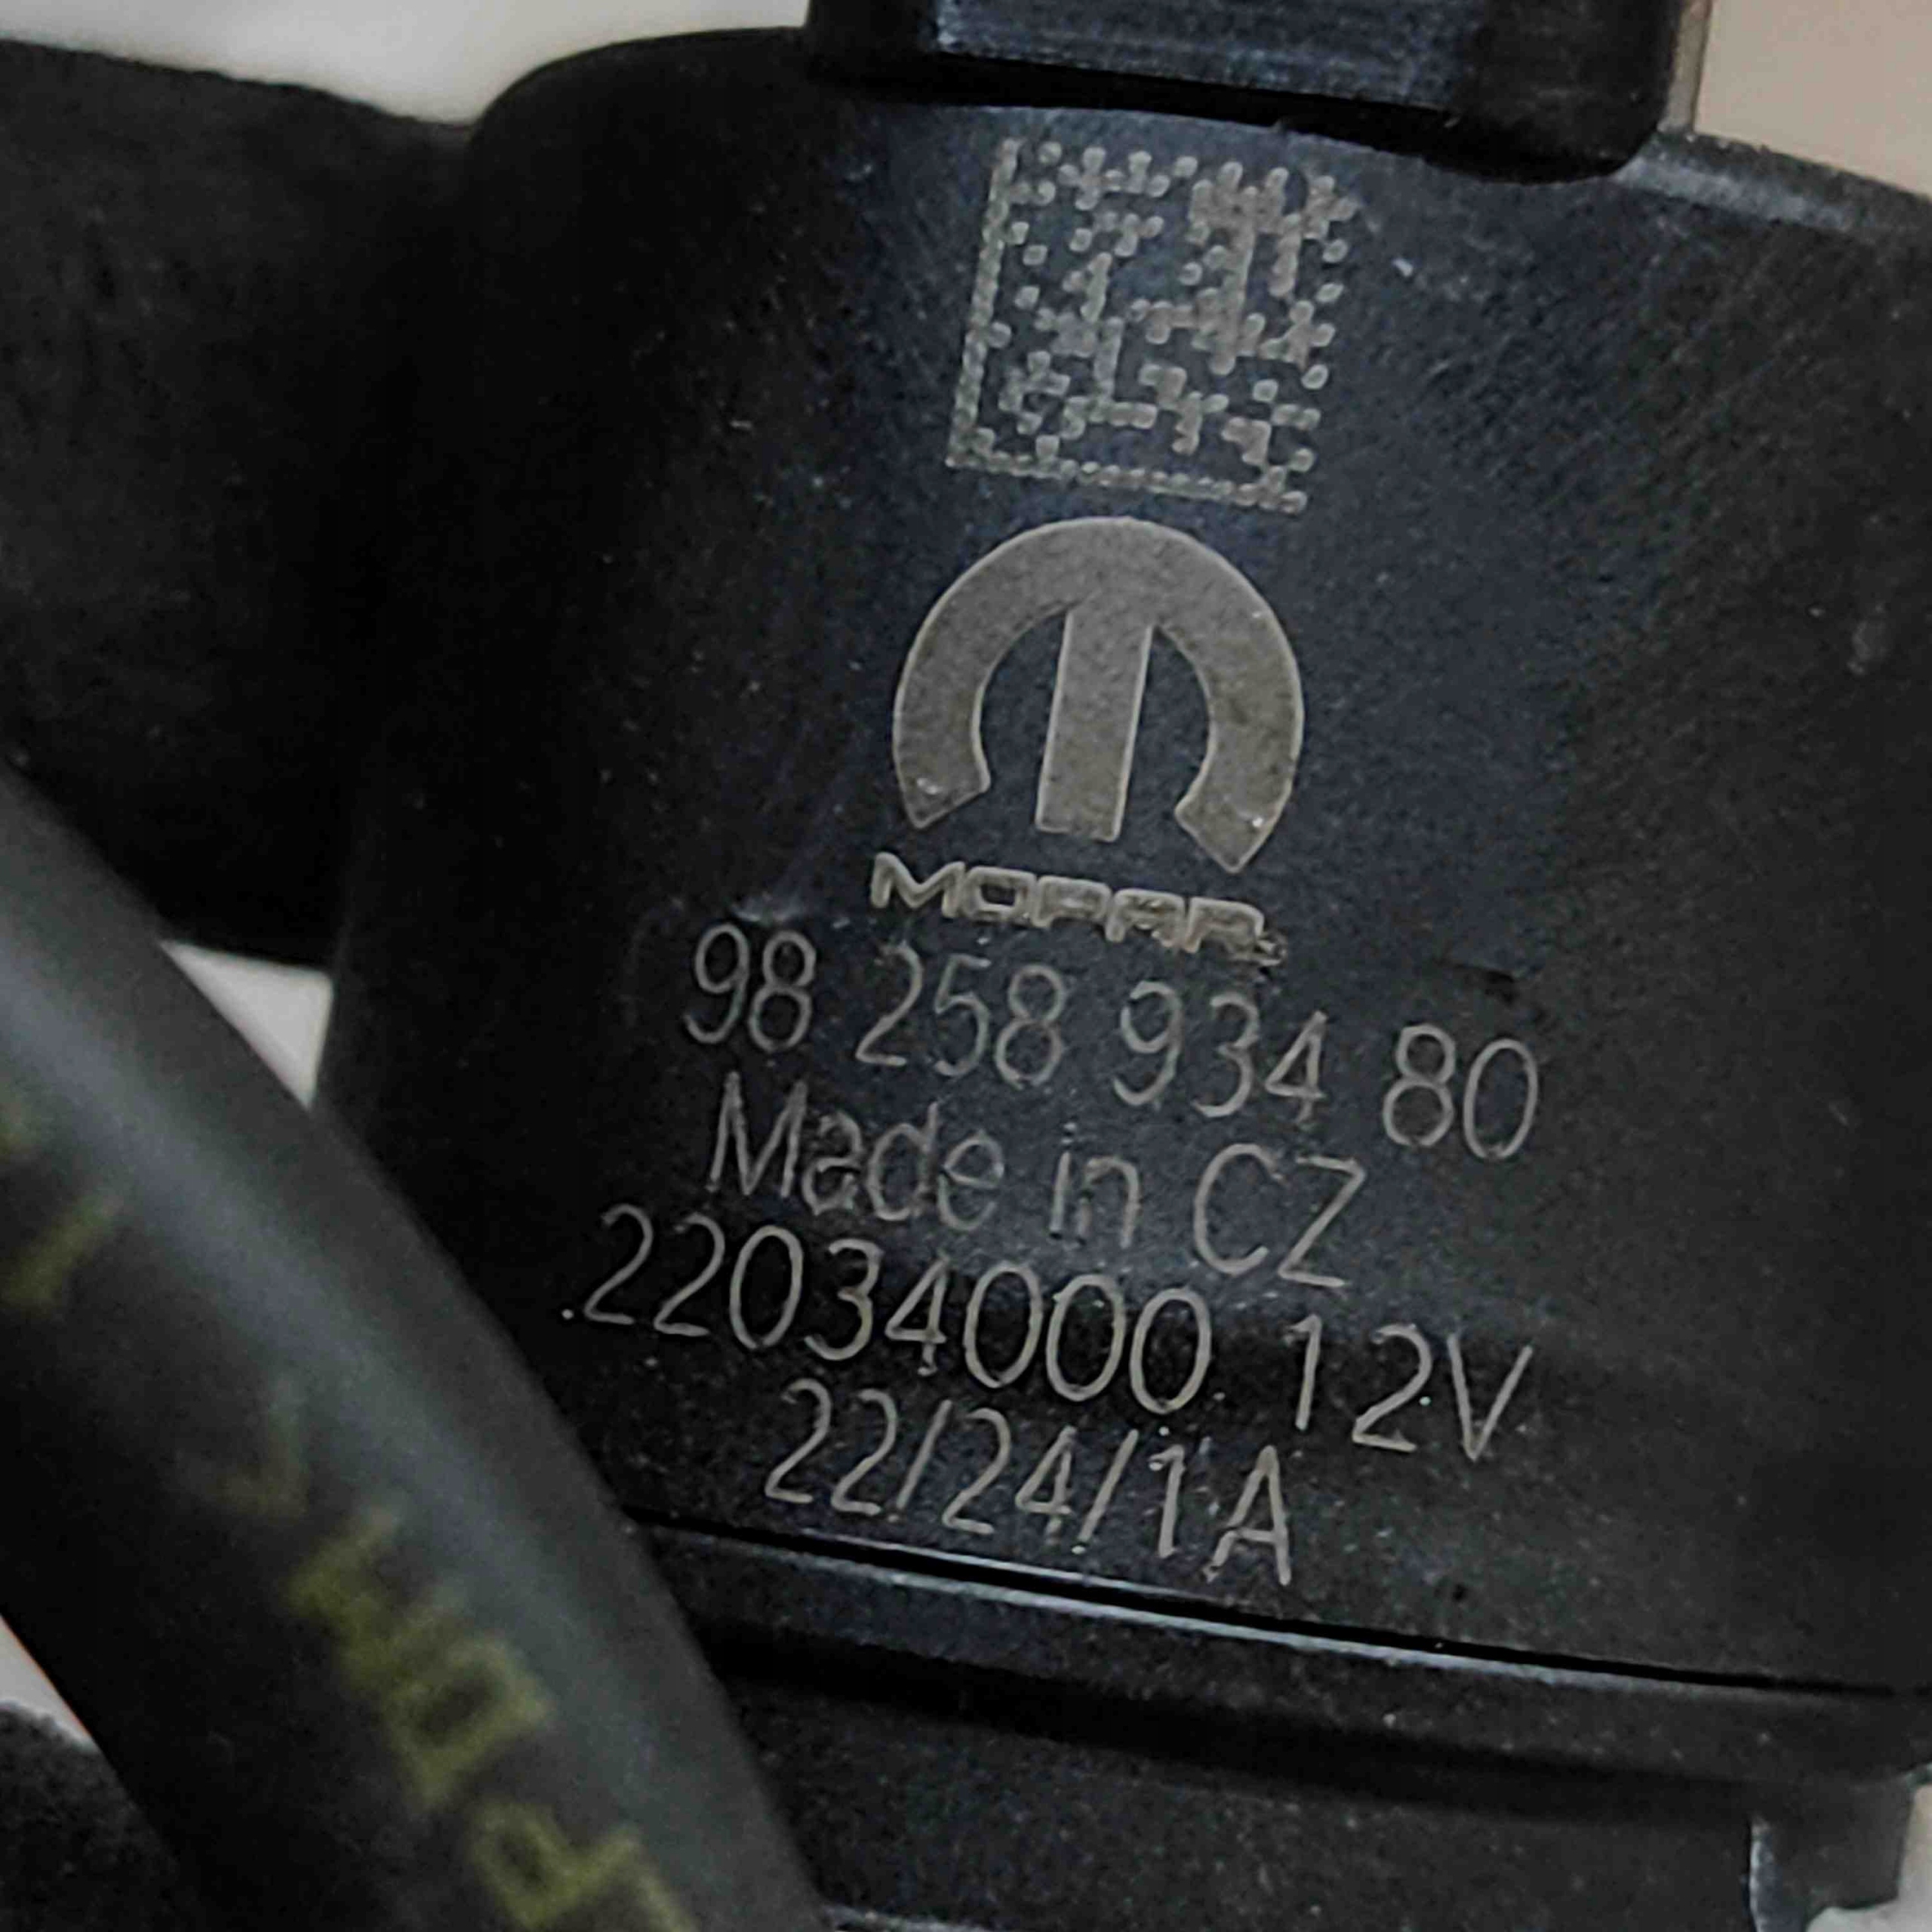 MOPAR
98 258 934 80
Made in CZ
22034000 12V
22/24/1A